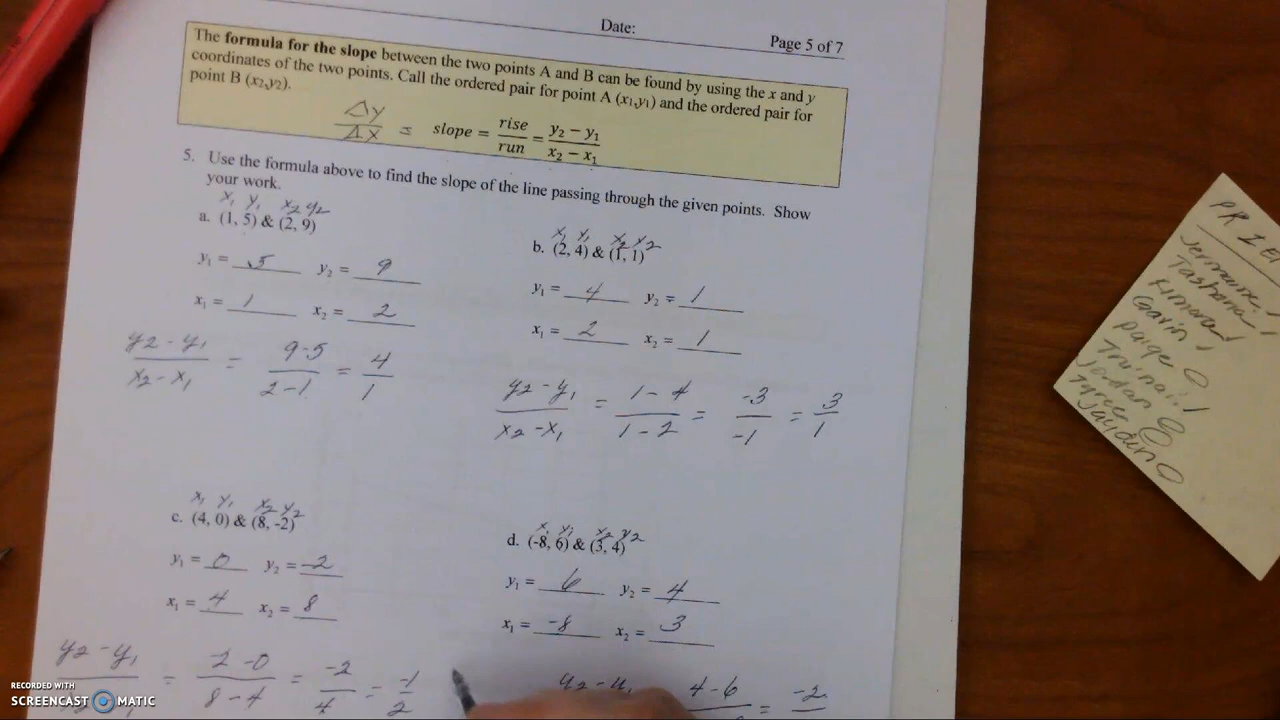 Date:
Page 5 of 7
The formula for the slope between the two points A and B can be found by using the x and y
coordinates of the two points. Call the ordered pair for point A (x₁,y₁) and the ordered pair for
point B (x₂,y₂).
Δy/Δx = slope = rise/run = y₂ − y₁/x₂ − x₁
5. Use the formula above to find the slope of the line passing through the given points. Show
your work.
x₁ y₁ x₂ y₂
a. (1, 5) & (2, 9)
y₁ = 5 y₂ = 9
x₁ = 1 x₂ = 2
y2 - y₁/x₂ - x₁ = 9-5/2-1 = 4/1
x₁ y₁ x₂ y₂
b. (2, 4) & (1, 1)
y₁ = 4 y₂ = 1
x₁ = 2 x₂ = 1
y2 - y₁/x2 - x₁ = 1-4/1-2 = -3/-1 = 3/1
x₁ y₁ x₂ y₂
c. (4, 0) & (8, -2)
y₁ = 0 y₂ = -2
x₁ = 4 x₂ = 8
y2 - y₁ = -2-0/8-4 = -2/4 = -1/2
x₁ y₁ x₂ y₂
d. (-8, 6) & (3, 4)
y₁ = 6 y₂ = 4
x₁ = -8 x₂ = 3
y2 - y₁ 4-6 = -2
PR 1
Jermaine
Tashana
Kimora
Gavin
Paige
Jordan
Tyree
Jaydin
RECORDED WITH
SCREENCAST MATIC